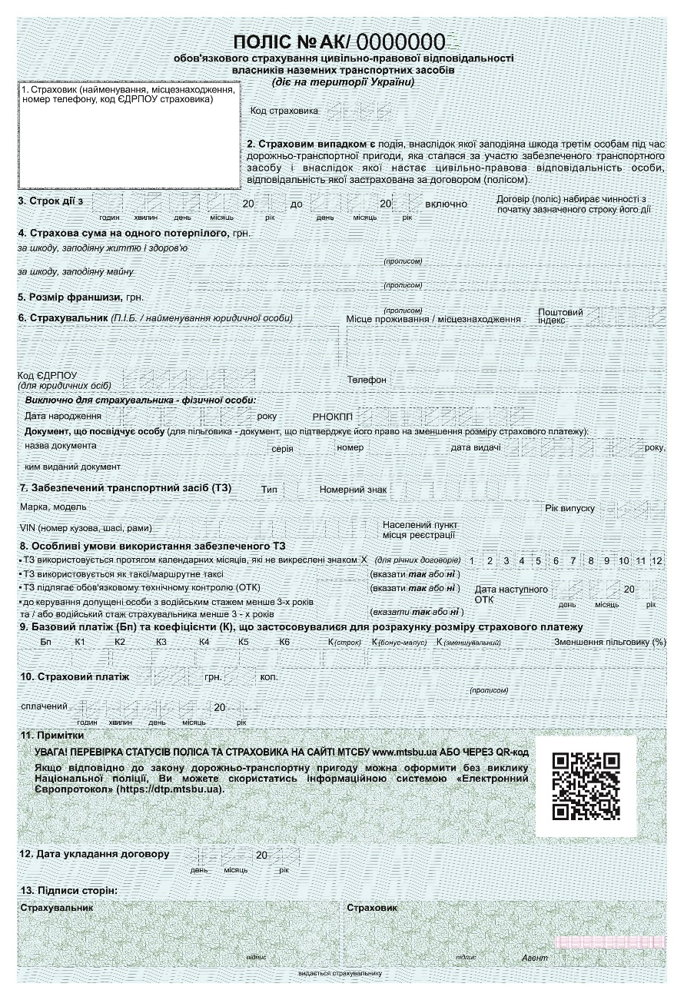 ПОЛІС № АК/ 0000000
обов'язкового страхування цивільно-правової відповідальності
власників наземних транспортних засобів
(діє на території України)
1. Страховик (найменування, місцезнаходження,
номер телефону, код ЄДРПОУ страховика)
Код страховика
2. Страховим випадком є подія, внаслідок якої заподіяна шкода третім особам під час
дорожньо-транспортної пригоди, яка сталася за участю забезпеченого транспортного
засобу і внаслідок якої настає цивільно-правова відповідальність особи,
відповідальність якої застрахована за договором (полісом).
3. Строк дії з 20 до 20 включно
годин хвилин день місяць рік день місяць рік
Договір (поліс) набирає чинності з
початку зазначеного строку його дії
4. Страхова сума на одного потерпілого, грн.
за шкоду, заподіяну життю і здоров'ю
(прописом)
за шкоду, заподіяну майну
(прописом)
5. Розмір франшизи, грн.
(прописом)
6. Страхувальник (П.І.Б. / найменування юридичної особи)
Місце проживання / місцезнаходження
Поштовий
індекс
Код ЄДРПОУ
(для юридичних осіб)
Телефон
Виключно для страхувальника - фізичної особи:
Дата народження року РНОКПП
Документ, що посвідчує особу (для пільговика - документ, що підтверджує його право на зменшення розміру страхового платежу):
назва документа серія номер дата видачі року,
ким виданий документ
7. Забезпечений транспортний засіб (ТЗ) Тип Номерний знак
Марка, модель Рік випуску
VIN (номер кузова, шасі, рами)
Населений пункт
місця реєстрації
8. Особливі умови використання забезпеченого ТЗ
▪ ТЗ використовується протягом календарних місяців, які не викреслені знаком X (для річних договорів) 1 2 3 4 5 6 7 8 9 10 11 12
▪ ТЗ використовується як таксі/маршрутне таксі (вказати так або ні )
▪ ТЗ підлягає обов'язковому технічному контролю (ОТК) (вказати так або ні )
Дата наступного
ОТК
20
день місяць рік
▪ до керування допущені особи з водійським стажем менше 3-х років
та / або водійський стаж страхувальника менше 3 - х років (вказати так або ні )
9. Базовий платіж (Бп) та коефіцієнти (К), що застосовувалися для розрахунку розміру страхового платежу
Бп К1 К2 К3 К4 К5 К6 К(строк) К(бонус-малус) К (зменшувальний) Зменшення пільговику (%)
10. Страховий платіж грн. коп.
(прописом)
сплачений 20
годин хвилин день місяць рік
11. Примітки
УВАГА! ПЕРЕВІРКА СТАТУСІВ ПОЛІСА ТА СТРАХОВИКА НА САЙТІ МТСБУ www.mtsbu.ua АБО ЧЕРЕЗ QR-код
Якщо відповідно до закону дорожньо-транспортну пригоду можна оформити без виклику
Національної поліції, Ви можете скористатись інформаційною системою «Електронний
Європротокол» (https://dtp.mtsbu.ua).
12. Дата укладання договору 20
день місяць рік
13. Підписи сторін:
Страхувальник Страховик
підпис підпис Агент
видається страхувальнику